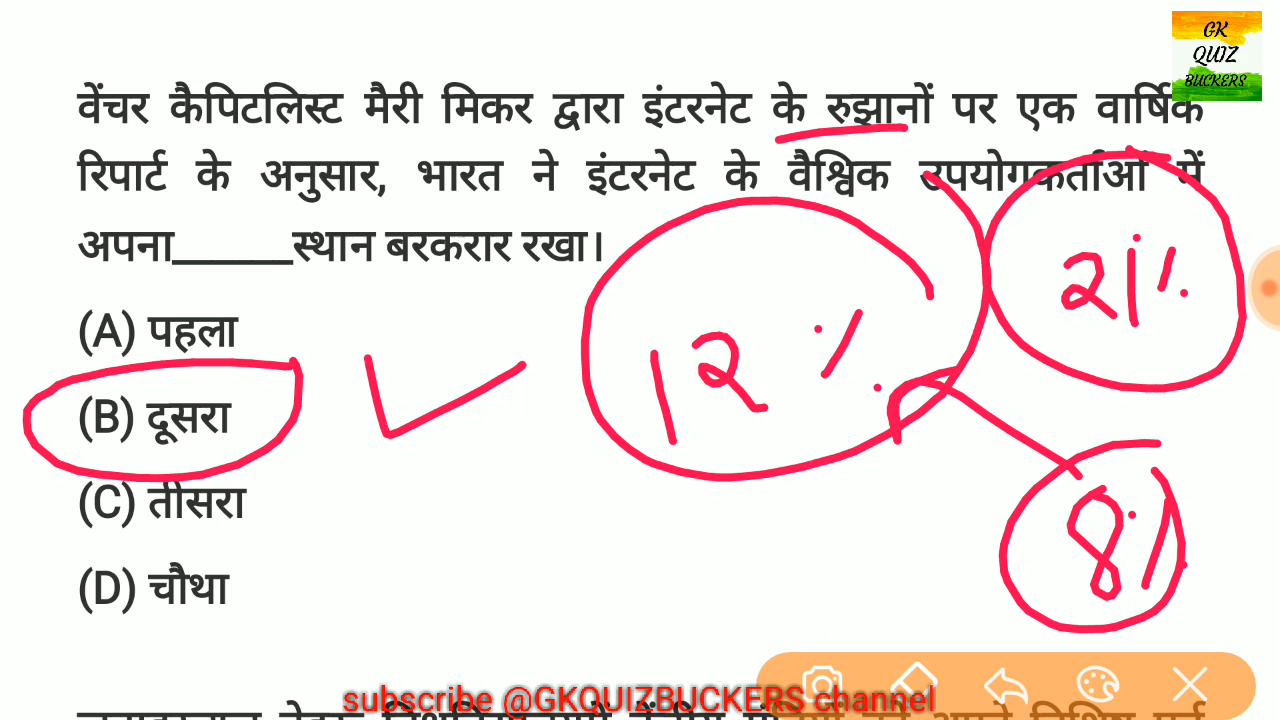 GK
QUIZ
BUCKERS
वेंचर कैपिटलिस्ट मैरी मिकर द्वारा इंटरनेट के रुझानों पर एक वार्षिक
रिपार्ट के अनुसार, भारत ने इंटरनेट के वैश्विक उपयोगकर्ताओं में
अपना______स्थान बरकरार रखा।
(A) पहला
(B) दूसरा
(C) तीसरा
(D) चौथा
12 %
21%
8%
subscribe @GKQUIZBUCKERS channel